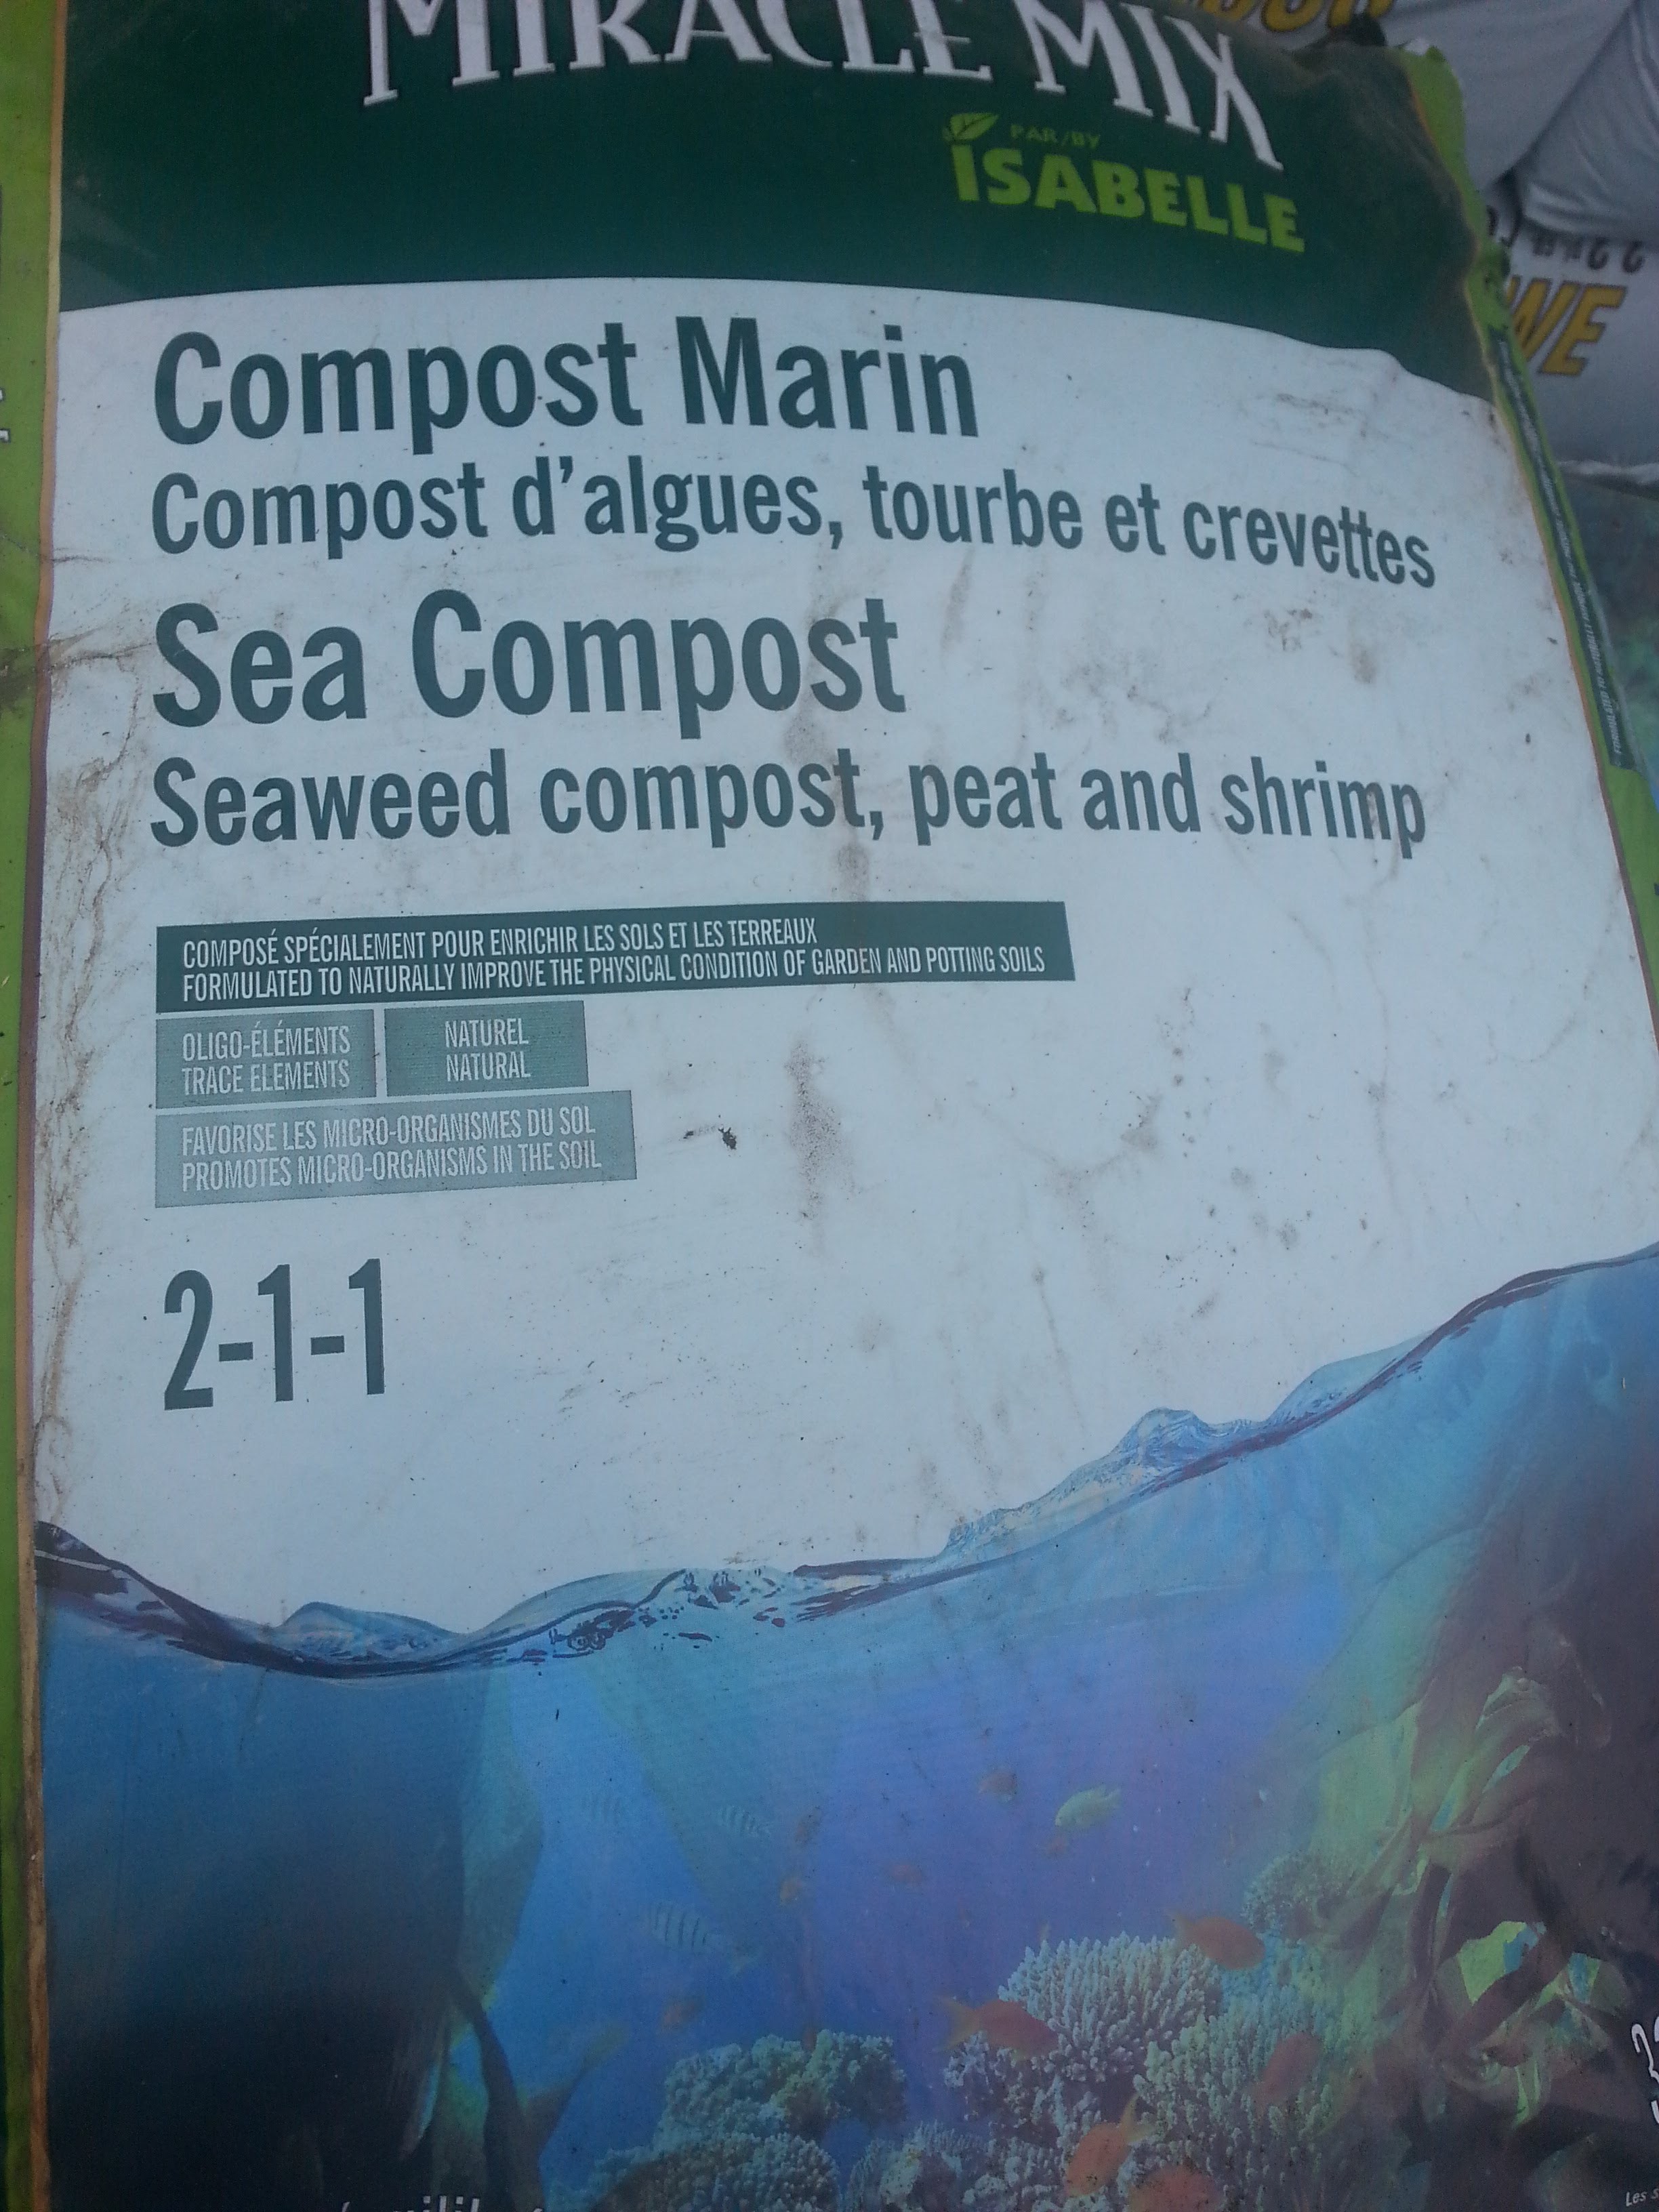 MIRACLE MIX
PAR/BY
ISABELLE
Compost Marin
Compost d'algues, tourbe et crevettes
Sea Compost
Seaweed compost, peat and shrimp
COMPOSÉ SPÉCIALEMENT POUR ENRICHIR LES SOLS ET LES TERREAUX
FORMULATED TO NATURALLY IMPROVE THE PHYSICAL CONDITION OF GARDEN AND POTTING SOILS
OLIGO-ÉLÉMENTS
TRACE ELEMENTS
NATUREL
NATURAL
FAVORISE LES MICRO-ORGANISMES DU SOL
PROMOTES MICRO-ORGANISMS IN THE SOIL
2-1-1
Les